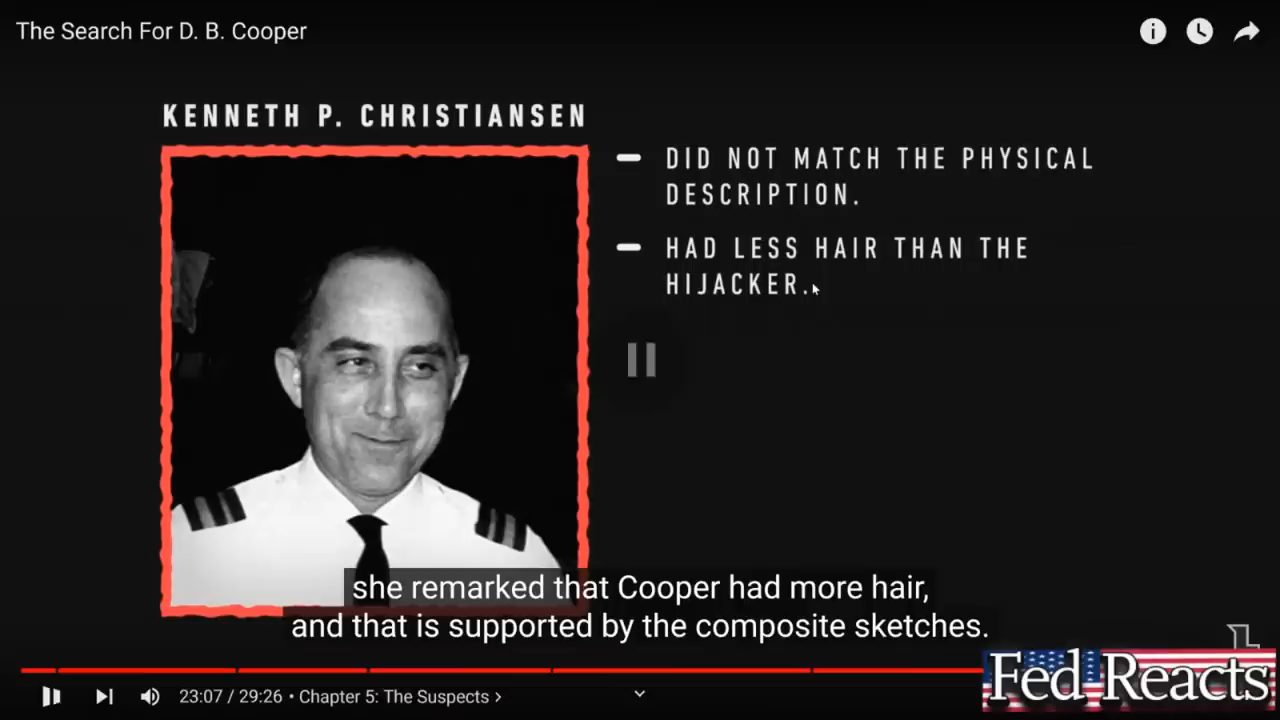 The Search For D. B. Cooper
KENNETH P. CHRISTIANSEN
— DID NOT MATCH THE PHYSICAL
DESCRIPTION.
— HAD LESS HAIR THAN THE
HIJACKER.
she remarked that Cooper had more hair,
and that is supported by the composite sketches.
23:07 / 29:26 • Chapter 5: The Suspects >
Fed Reacts